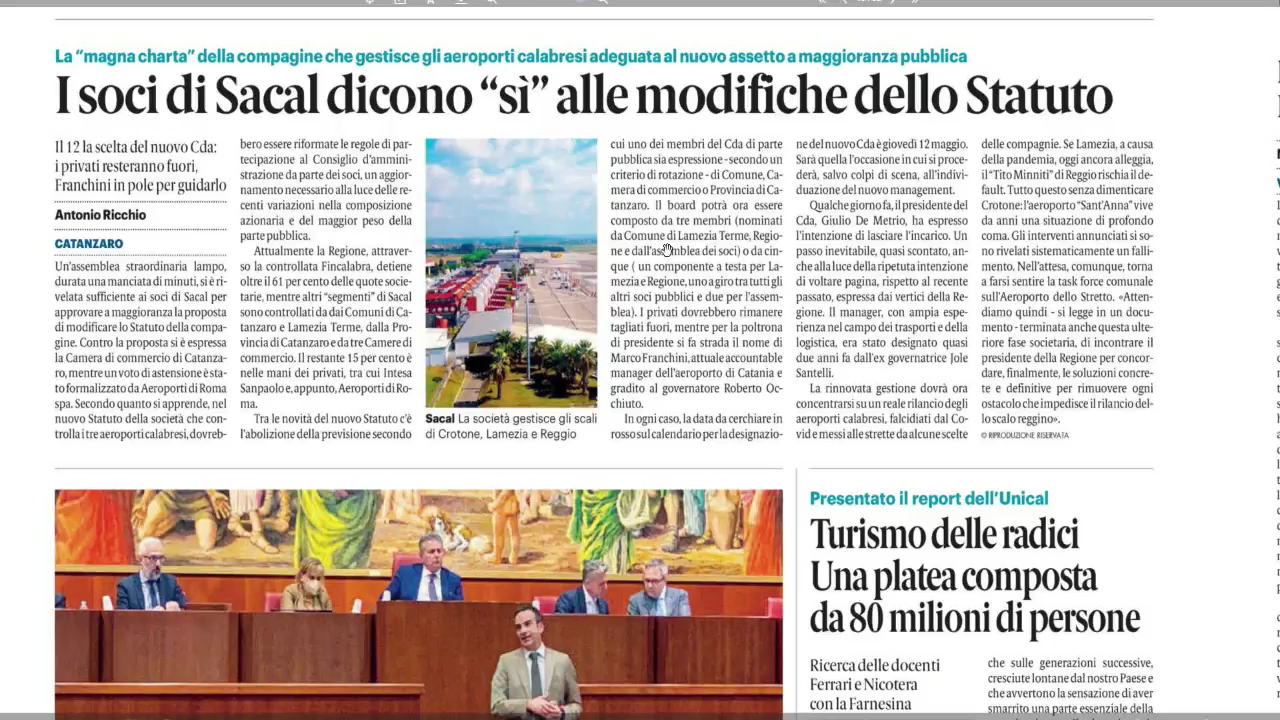 La “magna charta” della compagine che gestisce gli aeroporti calabresi adeguata al nuovo assetto a maggioranza pubblica
I soci di Sacal dicono “sì” alle modifiche dello Statuto
Il 12 la scelta del nuovo Cda:
i privati resteranno fuori,
Franchini in pole per guidarlo
Antonio Ricchio
CATANZARO
Un’assemblea straordinaria lampo,
durata una manciata di minuti, si è ri-
velata sufficiente ai soci di Sacal per
approvare a maggioranza la proposta
di modificare lo Statuto della compa-
gine. Contro la proposta si è espressa
la Camera di commercio di Catanza-
ro, mentre un voto di astensione è sta-
to formalizzato da Aeroporti di Roma
spa. Secondo quanto si apprende, nel
nuovo Statuto della società che con-
trolla i tre aeroporti calabresi, dovreb-
bero essere riformate le regole di par-
tecipazione al Consiglio d’ammini-
strazione da parte dei soci, un aggior-
namento necessario alla luce delle re-
centi variazioni nella composizione
azionaria e del maggior peso della
parte pubblica.
Attualmente la Regione, attraver-
so la controllata Fincalabra, detiene
oltre il 61 per cento delle quote socie-
tarie, mentre altri “segmenti” di Sacal
sono controllati da dai Comuni di Ca-
tanzaro e Lamezia Terme, dalla Pro-
vincia di Catanzaro e da tre Camere di
commercio. Il restante 15 per cento è
nelle mani dei privati, tra cui Intesa
Sanpaolo e, appunto, Aeroporti di Ro-
ma.
Tra le novità del nuovo Statuto c’è
l’abolizione della previsione secondo
Sacal La società gestisce gli scali
di Crotone, Lamezia e Reggio
cui uno dei membri del Cda di parte
pubblica sia espressione - secondo un
criterio di rotazione - di Comune, Ca-
mera di commercio o Provincia di Ca-
tanzaro. Il board potrà ora essere
composto da tre membri (nominati
da Comune di Lamezia Terme, Regio-
ne e dall’assemblea dei soci) o da cin-
que ( un componente a testa per La-
mezia e Regione, uno a giro tra tutti gli
altri soci pubblici e due per l’assem-
blea). I privati dovrebbero rimanere
tagliati fuori, mentre per la poltrona
di presidente si fa strada il nome di
Marco Franchini, attuale accountable
manager dell’aeroporto di Catania e
gradito al governatore Roberto Oc-
chiuto.
In ogni caso, la data da cerchiare in
rosso sul calendario per la designazio-
ne del nuovo Cda è giovedì 12 maggio.
Sarà quella l’occasione in cui si proce-
derà, salvo colpi di scena, all’indi-
viduazione del nuovo management.
Qualche giorno fa, il presidente del
Cda, Giulio De Metrio, ha espresso
l’intenzione di lasciare l’incarico. Un
passo inevitabile, quasi scontato, an-
che alla luce della ripetuta intenzione
di voltare pagina, rispetto al recente
passato, espressa dai vertici della Re-
gione. Il manager, con ampia espe-
rienza nel campo dei trasporti e della
logistica, era stato designato quasi
due anni fa dall’ex governatrice Jole
Santelli.
La rinnovata gestione dovrà ora
concentrarsi su un reale rilancio degli
aeroporti calabresi, falcidiati dal Co-
vid e messi alle strette da alcune scelte
delle compagnie. Se Lamezia, a causa
della pandemia, oggi ancora alleggia,
il “Tito Minniti” di Reggio rischia il de-
fault. Tutto questo senza dimenticare
Crotone: l’aeroporto “Sant’Anna” vive
da anni una situazione di profondo
coma. Gli interventi annunciati si so-
no rivelati sistematicamente un falli-
mento. Nell’attesa, comunque, torna
a farsi sentire la task force comunale
sull’Aeroporto dello Stretto. «Atten-
diamo quindi - si legge in un docu-
mento - terminata anche questa ulte-
riore fase societaria, di incontrare il
presidente della Regione per concor-
dare, finalmente, le soluzioni concre-
te e definitive per rimuovere ogni
ostacolo che impedisce il rilancio del-
lo scalo reggino».
© RIPRODUZIONE RISERVATA
Presentato il report dell’Unical
Turismo delle radici
Una platea composta
da 80 milioni di persone
Ricerca delle docenti
Ferrari e Nicotera
con la Farnesina
che sulle generazioni successive,
cresciute lontane dal nostro Paese e
che avvertono la sensazione di aver
smarrito una parte essenziale della